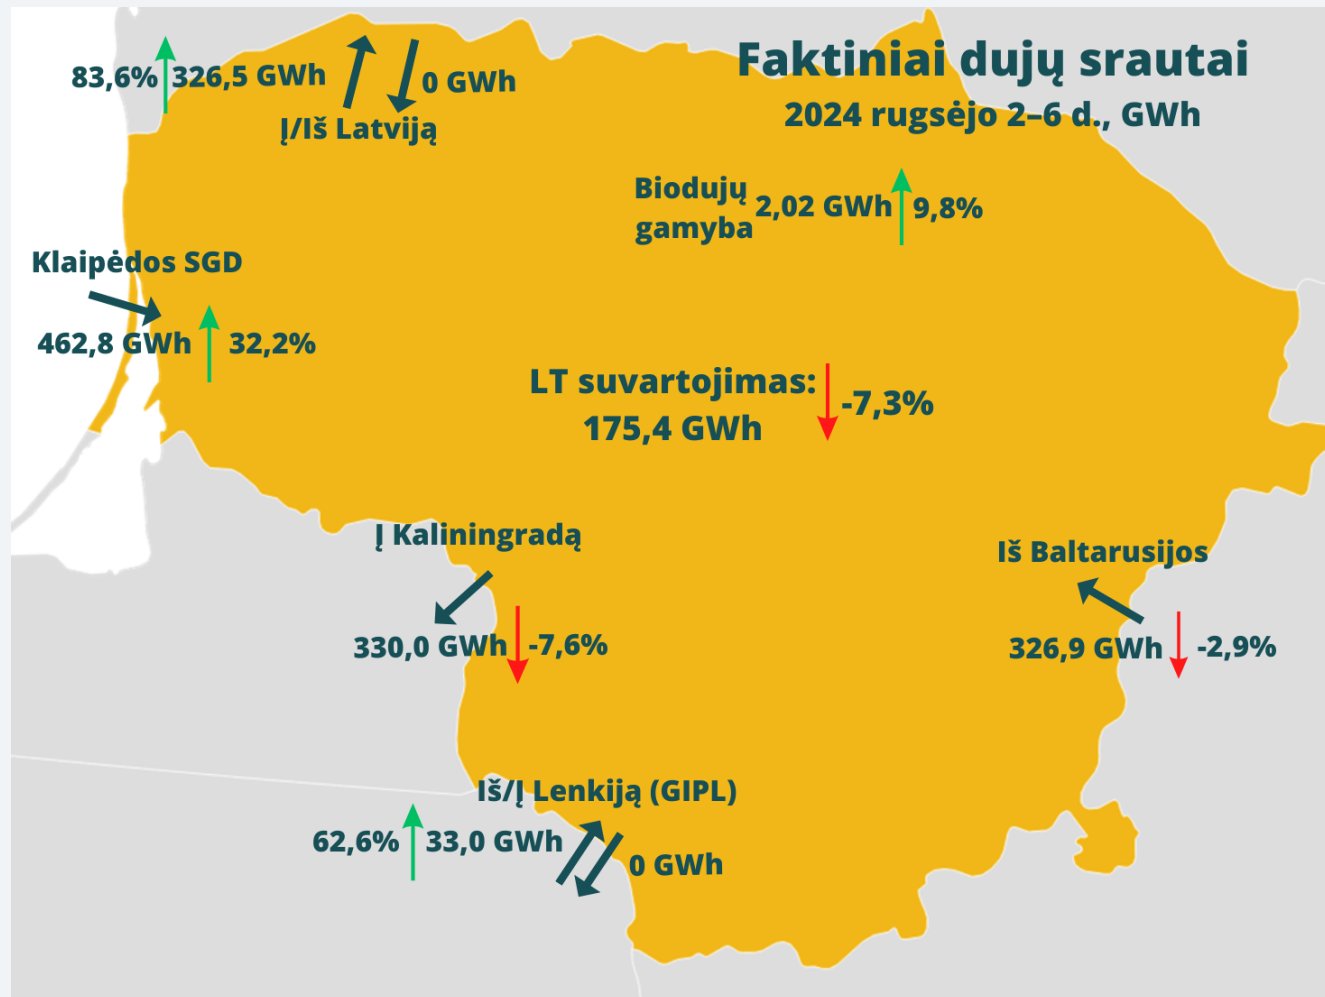 Faktiniai dujų srautai
2024 rugsėjo 2–6 d., GWh
83,6% 326,5 GWh
0 GWh
Į/Iš Latviją
Biodujų
gamyba
2,02 GWh 9,8%
Klaipėdos SGD
462,8 GWh 32,2%
LT suvartojimas:
175,4 GWh
-7,3%
Į Kaliningradą
330,0 GWh -7,6%
Iš Baltarusijos
326,9 GWh -2,9%
Iš/Į Lenkiją (GIPL)
62,6% 33,0 GWh
0 GWh